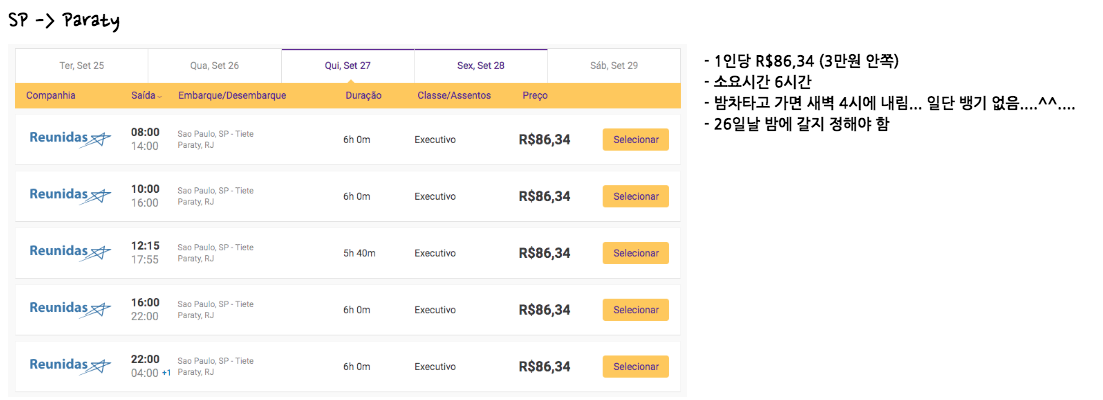 SP -> Paraty
Ter, Set 25 Qua, Set 26 Qui, Set 27 Sex, Set 28 Sáb, Set 29
Companhia Saída Embarque/Desembarque Duração Classe/Assentos Preço
Reunidas 08:00 14:00 Sao Paulo, SP - Tiete Paraty, RJ 6h 0m Executivo R$86,34 Selecionar
Reunidas 10:00 16:00 Sao Paulo, SP - Tiete Paraty, RJ 6h 0m Executivo R$86,34 Selecionar
Reunidas 12:15 17:55 Sao Paulo, SP - Tiete Paraty, RJ 5h 40m Executivo R$86,34 Selecionar
Reunidas 16:00 22:00 Sao Paulo, SP - Tiete Paraty, RJ 6h 0m Executivo R$86,34 Selecionar
Reunidas 22:00 04:00 +1 Sao Paulo, SP - Tiete Paraty, RJ 6h 0m Executivo R$86,34 Selecionar
- 1인당 R$86,34 (3만원 안쪽)
- 소요시간 6시간
- 밤차타고 가면 새벽 4시에 내림... 일단 뱅기 없음....^^....
- 26일날 밤에 갈지 정해야 함